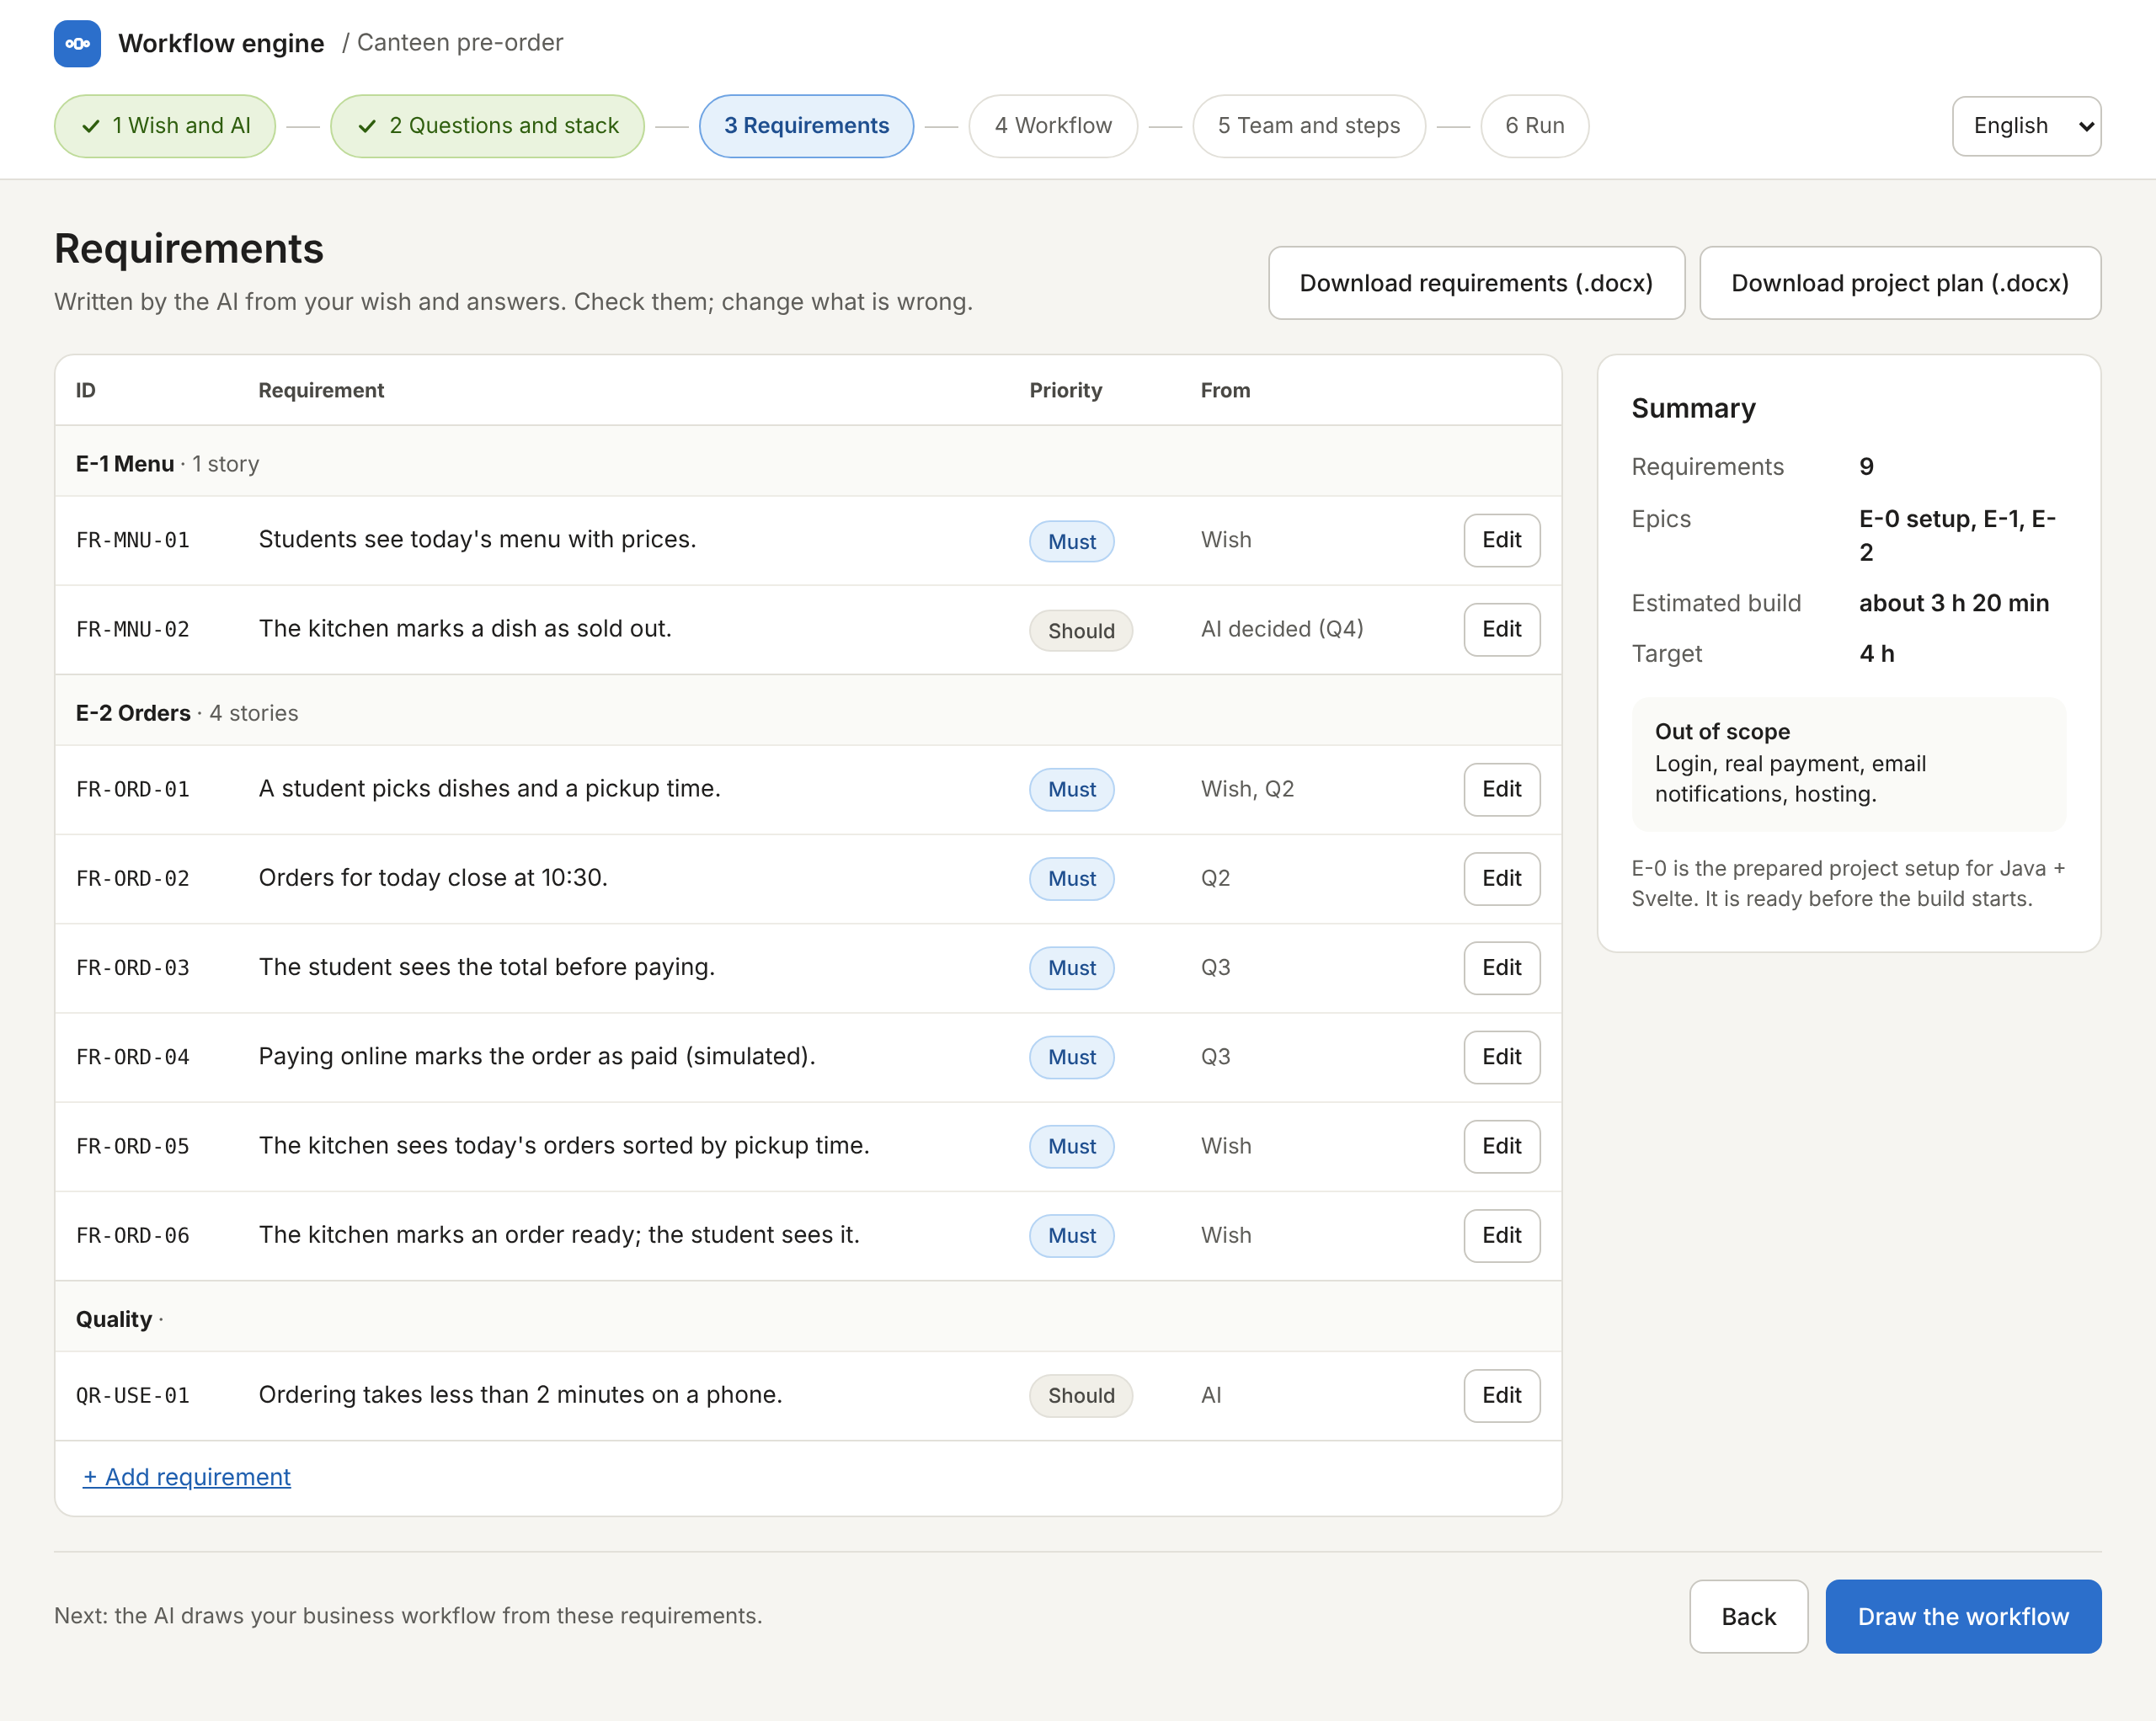 Workflow engine / Canteen pre-order
✓ 1 Wish and AI
✓ 2 Questions and stack
3 Requirements
4 Workflow
5 Team and steps
6 Run
English
Requirements
Written by the AI from your wish and answers. Check them; change what is wrong.
Download requirements (.docx)
Download project plan (.docx)
ID Requirement Priority From
E-1 Menu · 1 story
FR-MNU-01 Students see today's menu with prices. Must Wish Edit
FR-MNU-02 The kitchen marks a dish as sold out. Should AI decided (Q4) Edit
E-2 Orders · 4 stories
FR-ORD-01 A student picks dishes and a pickup time. Must Wish, Q2 Edit
FR-ORD-02 Orders for today close at 10:30. Must Q2 Edit
FR-ORD-03 The student sees the total before paying. Must Q3 Edit
FR-ORD-04 Paying online marks the order as paid (simulated). Must Q3 Edit
FR-ORD-05 The kitchen sees today's orders sorted by pickup time. Must Wish Edit
FR-ORD-06 The kitchen marks an order ready; the student sees it. Must Wish Edit
Quality ·
QR-USE-01 Ordering takes less than 2 minutes on a phone. Should AI Edit
+ Add requirement
Summary
Requirements 9
Epics E-0 setup, E-1, E-
2
Estimated build about 3 h 20 min
Target 4 h
Out of scope
Login, real payment, email
notifications, hosting.
E-0 is the prepared project setup for Java +
Svelte. It is ready before the build starts.
Next: the AI draws your business workflow from these requirements.
Back
Draw the workflow